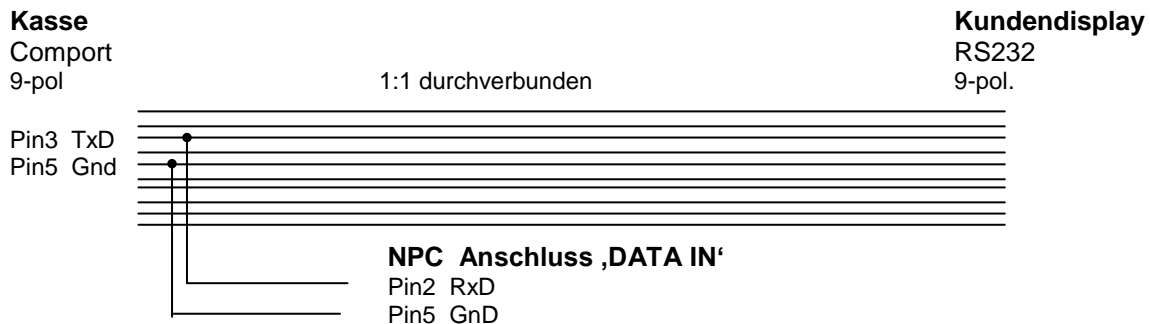 Kasse
Kundendisplay
Comport
RS232
9-pol
1:1 durchverbunden
9-pol.
Pin3 TxD
Pin5 Gnd
NPC Anschluss ‚DATA IN‘
Pin2 RxD
Pin5 GnD